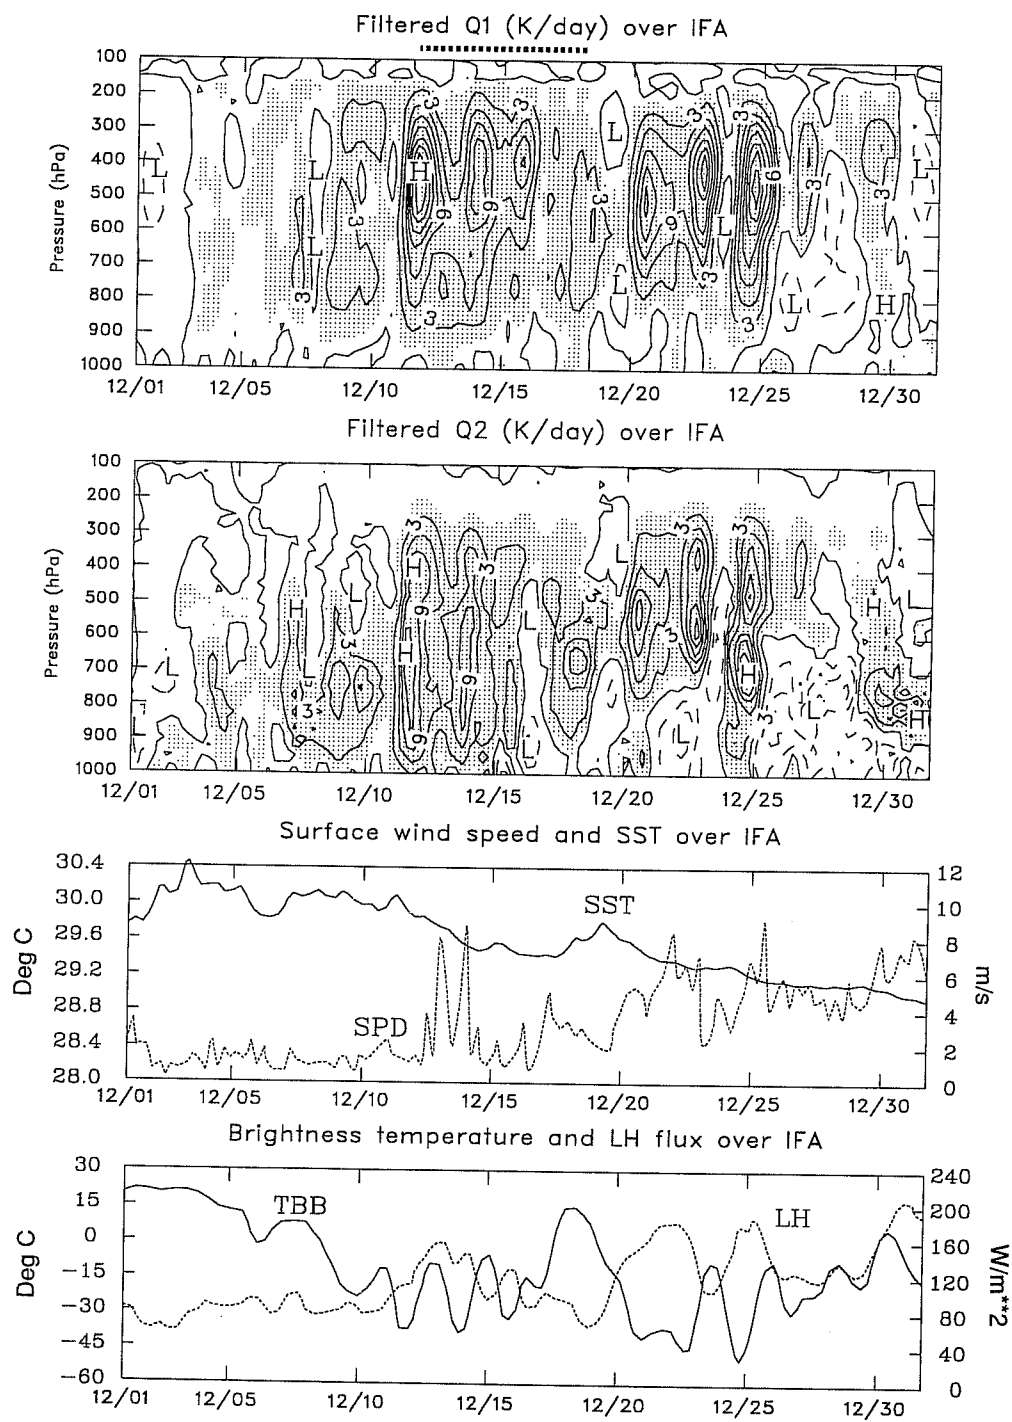 Filtered Q1 (K/day) over IFA
100
200
300
400
500
600
700
800
900
1000
Pressure (hPa)
L
L
L
L
3
3
3
H
9
3
9
3
3
3
L
L
9
3
3
L
3
6
3
3
L
3
H
L
12/01
12/05
12/10
12/15
12/20
12/25
12/30
Filtered Q2 (K/day) over IFA
100
200
300
400
500
600
700
800
900
1000
Pressure (hPa)
L
H
L
3
L
3
9
3
H
H
9
9
3
9
L
L
3
L
3
3
L
3
H
3
L
H
L
L
H
12/01
12/05
12/10
12/15
12/20
12/25
12/30
Surface wind speed and SST over IFA
30.4
30.0
29.6
29.2
28.8
28.4
28.0
Deg C
SST
SPD
12
10
8
6
4
2
0
m/s
12/01
12/05
12/10
12/15
12/20
12/25
12/30
Brightness temperature and LH flux over IFA
30
15
0
−15
−30
−45
−60
Deg C
TBB
LH
240
200
160
120
80
40
0
W/m**2
12/01
12/05
12/10
12/15
12/20
12/25
12/30